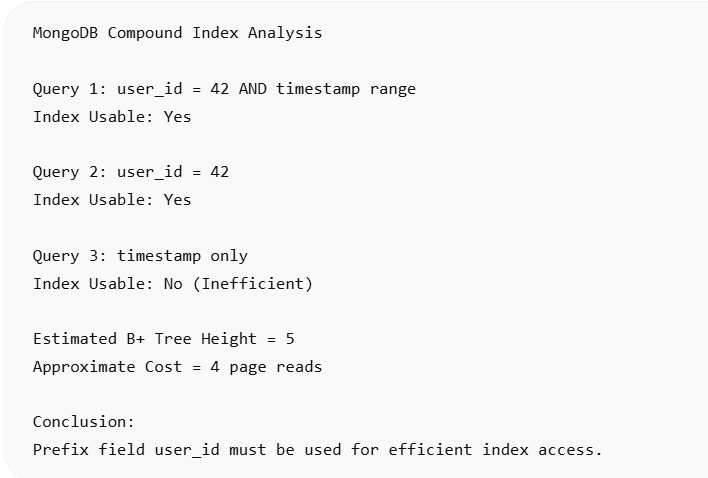 MongoDB Compound Index Analysis
Query 1: user_id = 42 AND timestamp range
Index Usable: Yes
Query 2: user_id = 42
Index Usable: Yes
Query 3: timestamp only
Index Usable: No (Inefficient)
Estimated B+ Tree Height = 5
Approximate Cost = 4 page reads
Conclusion:
Prefix field user_id must be used for efficient index access.